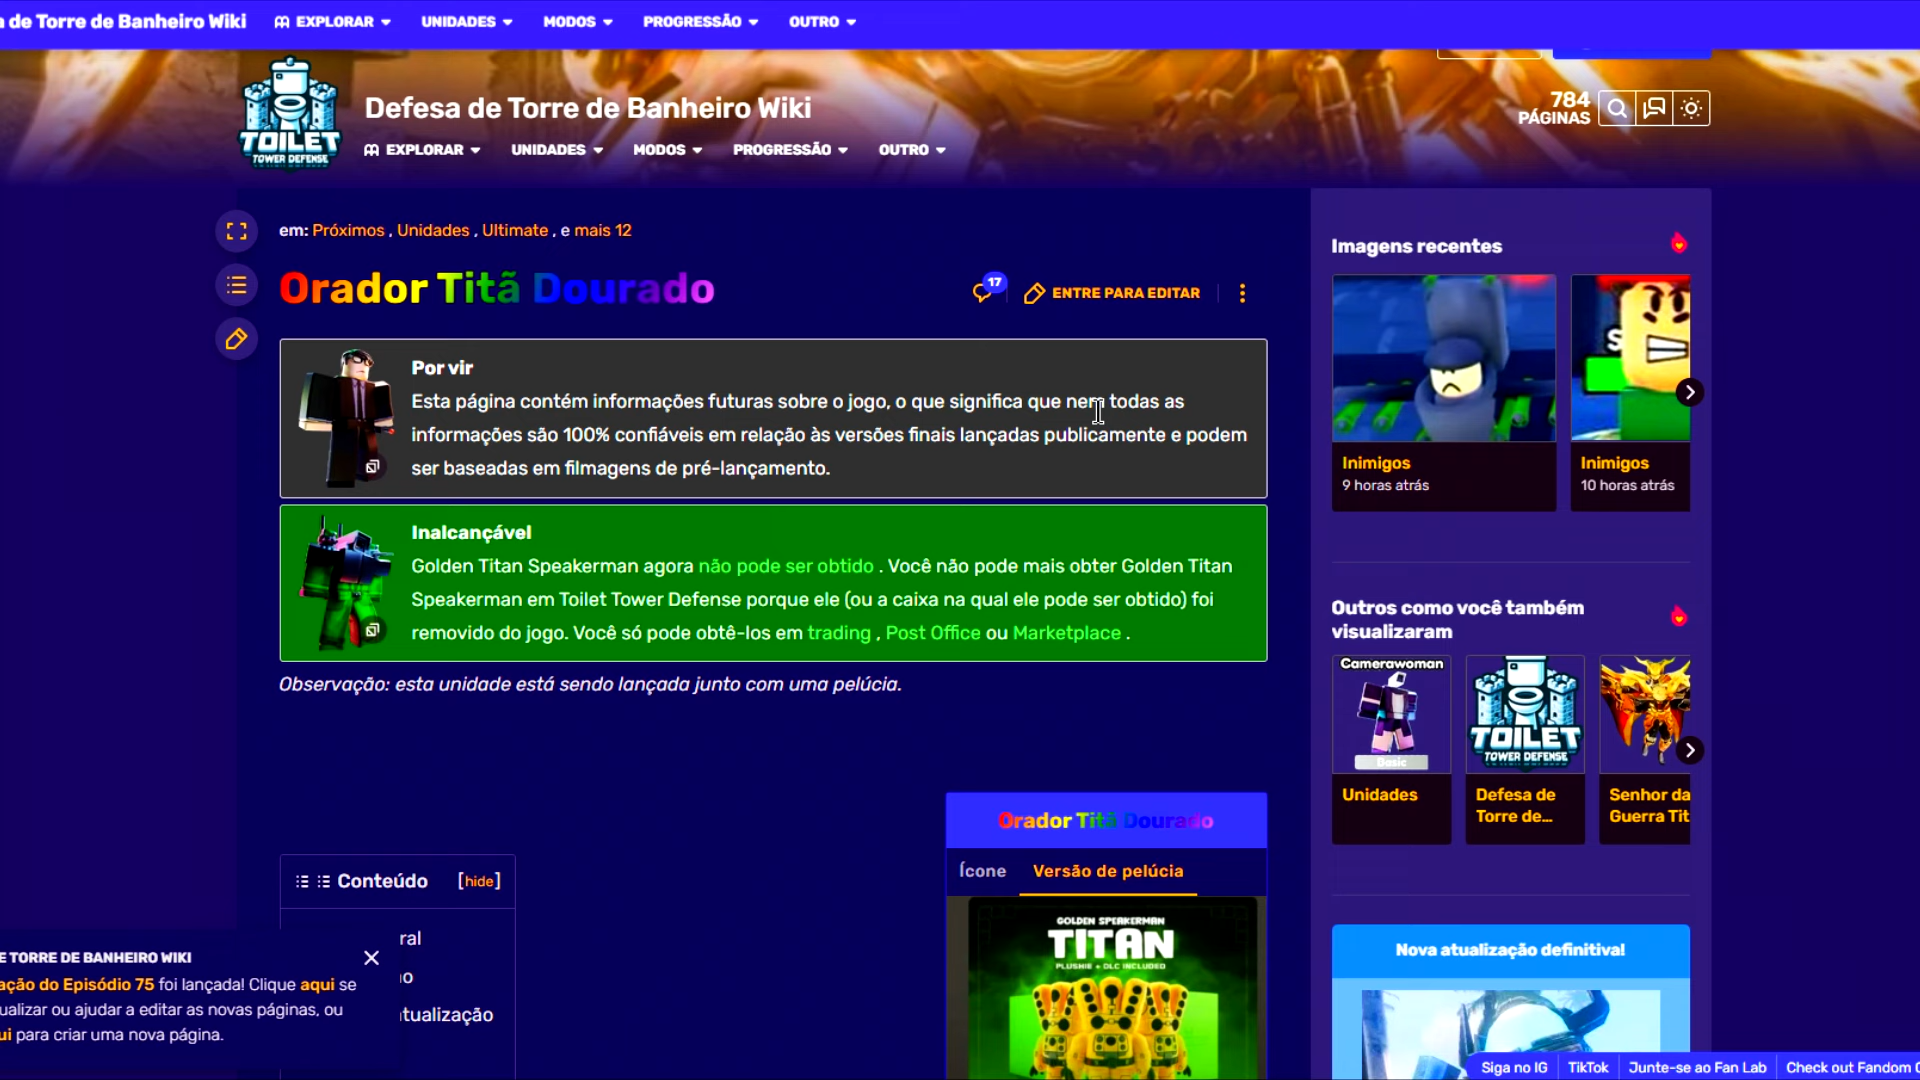 de Torre de Banheiro Wiki EXPLORAR UNIDADES MODOS PROGRESSÃO OUTRO
TOILET
TOWER DEFENSE
Defesa de Torre de Banheiro Wiki
EXPLORAR UNIDADES MODOS PROGRESSÃO OUTRO
784
PÁGINAS
em: Próximos , Unidades , Ultimate , e mais 12
Orador Titã Dourado
17
ENTRE PARA EDITAR
Por vir
Esta página contém informações futuras sobre o jogo, o que significa que nem todas as
informações são 100% confiáveis em relação às versões finais lançadas publicamente e podem
ser baseadas em filmagens de pré-lançamento.
Inalcançável
Golden Titan Speakerman agora não pode ser obtido . Você não pode mais obter Golden Titan
Speakerman em Toilet Tower Defense porque ele (ou a caixa na qual ele pode ser obtido) foi
removido do jogo. Você só pode obtê-los em trading , Post Office ou Marketplace .
Observação: esta unidade está sendo lançada junto com uma pelúcia.
Orador Titã Dourado
Ícone Versão de pelúcia
GOLDEN SPEAKERMAN
TITAN
PLUSHIE + DLC INCLUDED
Conteúdo [hide]
ral
o
tualização
E TORRE DE BANHEIRO WIKI
ação do Episódio 75 foi lançada! Clique aqui se
ualizar ou ajudar a editar as novas páginas, ou
ui para criar uma nova página.
Imagens recentes
Inimigos
9 horas atrás
Inimigos
10 horas atrás
Outros como você também
visualizaram
Camerawoman
Basic
Unidades
TOILET
TOWER DEFENSE
Defesa de
Torre de...
Senhor da
Guerra Tit
Nova atualização definitiva!
Siga no IG TikTok Junte-se ao Fan Lab Check out Fandom